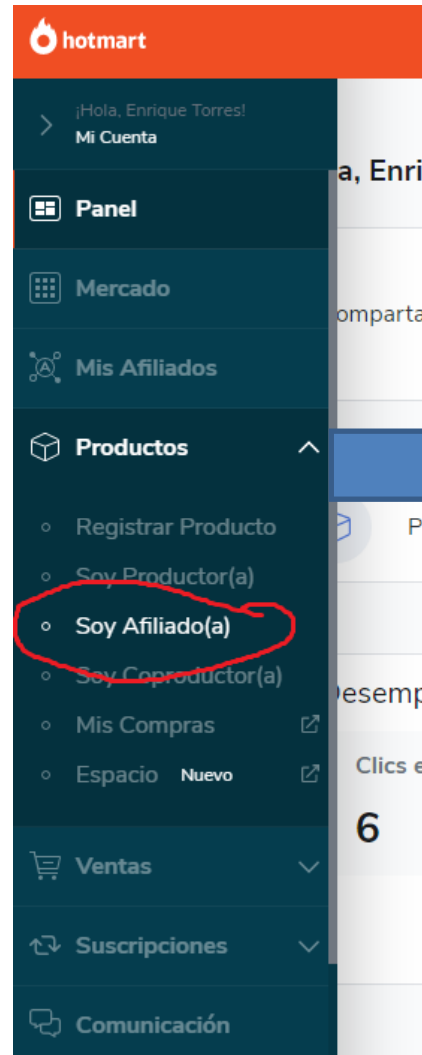 hotmart
¡Hola, Enrique Torres!
Mi Cuenta
a, Enri
Panel
Mercado
omparta
Mis Afiliados
Productos
Registrar Producto
P
Soy Productor(a)
Soy Afiliado(a)
Soy Coproductor(a)
esemp
Mis Compras
Clics e
Espacio Nuevo
6
Ventas
Suscripciones
Comunicación